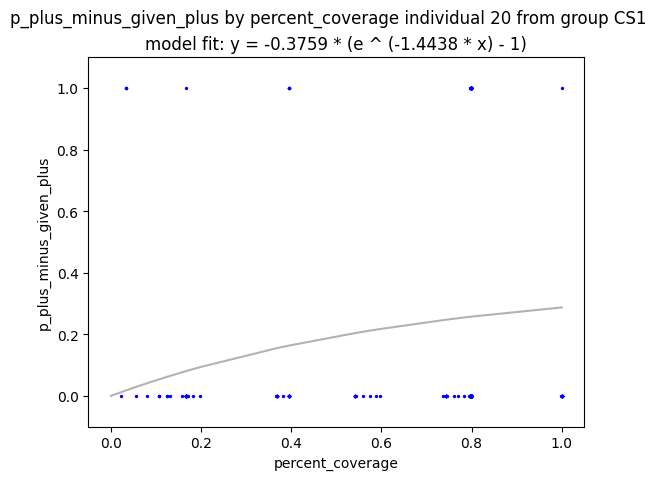 p_plus_minus_given_plus by percent_coverage individual 20 from group CS1
model fit: y = -0.3759 * (e ^ (-1.4438 * x) - 1)
1.0
0.8
0.6
0.4
0.2
0.0
p_plus_minus_given_plus
0.0 0.2 0.4 0.6 0.8 1.0
percent_coverage